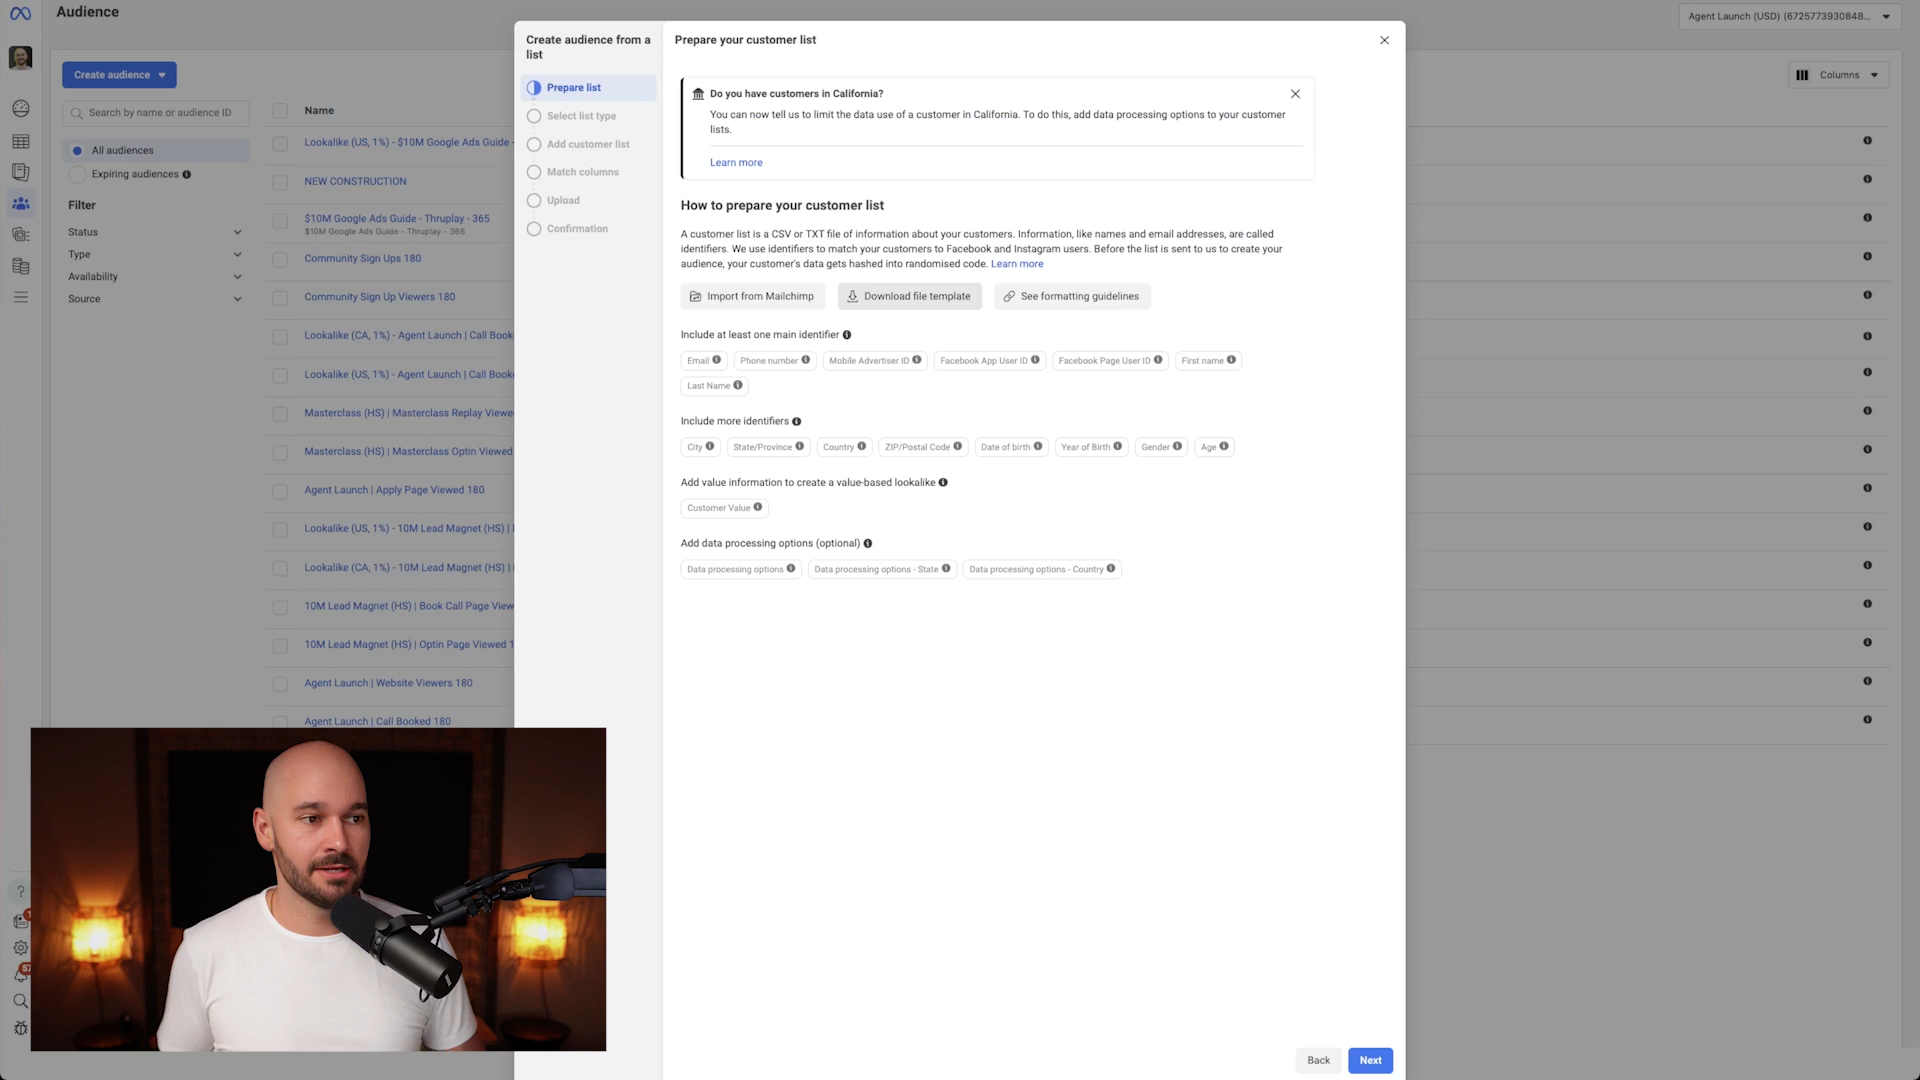 Audience
Agent Launch (USD) (6725773930848...
Create audience
Search by name or audience ID
All audiences
Expiring audiences
Filter
Status
Type
Availability
Source
Columns
Name
Lookalike (US, 1%) - $10M Google Ads Guide -
NEW CONSTRUCTION
$10M Google Ads Guide - Thruplay - 365
$10M Google Ads Guide - Thruplay - 365
Community Sign Ups 180
Community Sign Up Viewers 180
Lookalike (CA, 1%) - Agent Launch | Call Book
Lookalike (US, 1%) - Agent Launch | Call Book
Masterclass (HS) | Masterclass Replay Viewe
Masterclass (HS) | Masterclass Optin Viewed
Agent Launch | Apply Page Viewed 180
Lookalike (US, 1%) - 10M Lead Magnet (HS) |
Lookalike (CA, 1%) - 10M Lead Magnet (HS) |
10M Lead Magnet (HS) | Book Call Page View
10M Lead Magnet (HS) | Optin Page Viewed 1
Agent Launch | Website Viewers 180
Agent Launch | Call Booked 180
Create audience from a
list
Prepare list
Select list type
Add customer list
Match columns
Upload
Confirmation
Prepare your customer list
Do you have customers in California?
You can now tell us to limit the data use of a customer in California. To do this, add data processing options to your customer
lists.
Learn more
How to prepare your customer list
A customer list is a CSV or TXT file of information about your customers. Information, like names and email addresses, are called
identifiers. We use identifiers to match your customers to Facebook and Instagram users. Before the list is sent to us to create your
audience, your customer's data gets hashed into randomised code. Learn more
Import from Mailchimp Download file template See formatting guidelines
Include at least one main identifier
Email Phone number Mobile Advertiser ID Facebook App User ID Facebook Page User ID First name
Last Name
Include more identifiers
City State/Province Country ZIP/Postal Code Date of birth Year of Birth Gender Age
Add value information to create a value-based lookalike
Customer Value
Add data processing options (optional)
Data processing options Data processing options - State Data processing options - Country
Back Next